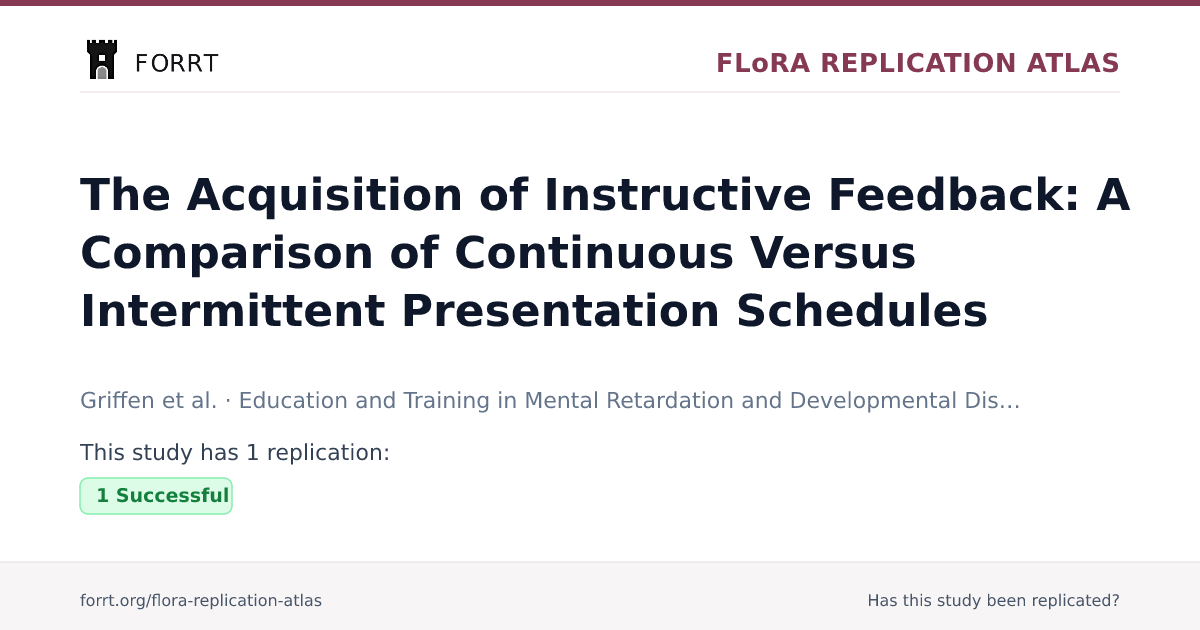 FORRT
FLoRA REPLICATION ATLAS
The Acquisition of Instructive Feedback: A
Comparison of Continuous Versus
Intermittent Presentation Schedules
Griffen et al. · Education and Training in Mental Retardation and Developmental Dis...
This study has 1 replication:
1 Successful
forrt.org/flora-replication-atlas
Has this study been replicated?